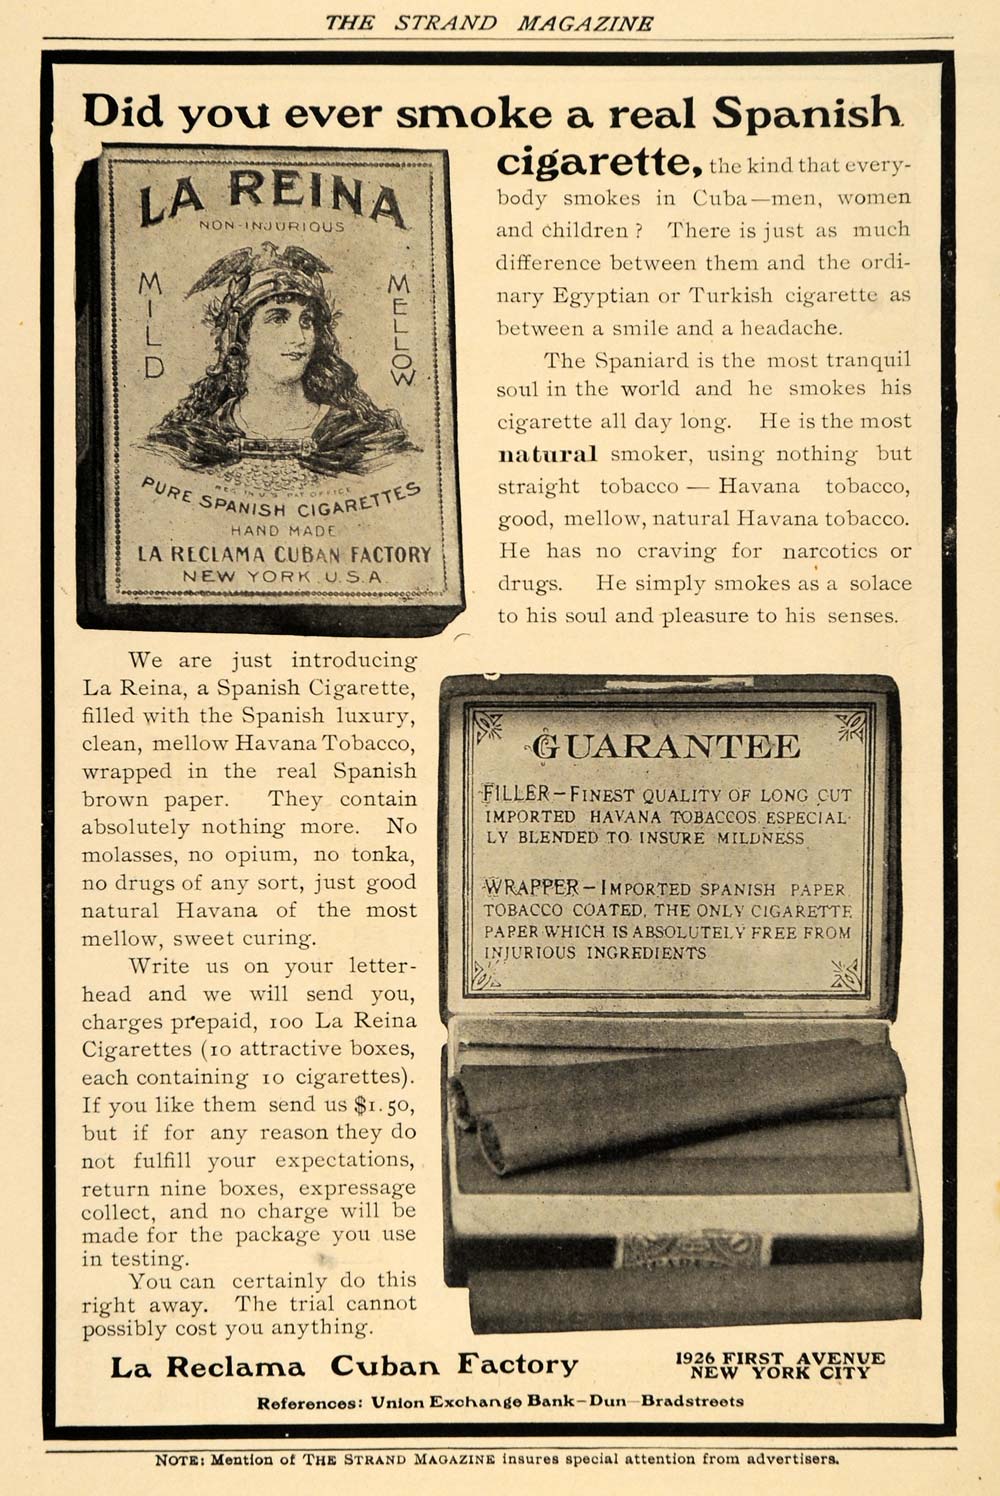 THE STRAND MAGAZINE
Did you ever smoke a real Spanish
cigarette, the kind that every-
body smokes in Cuba—men, women
and children? There is just as much
difference between them and the ordi-
nary Egyptian or Turkish cigarette as
between a smile and a headache.
The Spaniard is the most tranquil
soul in the world and he smokes his
cigarette all day long. He is the most
natural smoker, using nothing but
straight tobacco — Havana tobacco,
good, mellow, natural Havana tobacco.
He has no craving for narcotics or
drugs. He simply smokes as a solace
to his soul and pleasure to his senses.
LA REINA
NON-INJURIOUS
MILD
MELLOW
REG. IN U.S. PAT OFFICE
PURE SPANISH CIGARETTES
HAND MADE
LA RECLAMA CUBAN FACTORY
NEW YORK U.S.A.
We are just introducing
La Reina, a Spanish Cigarette,
filled with the Spanish luxury,
clean, mellow Havana Tobacco,
wrapped in the real Spanish
brown paper. They contain
absolutely nothing more. No
molasses, no opium, no tonka,
no drugs of any sort, just good
natural Havana of the most
mellow, sweet curing.
Write us on your letter-
head and we will send you,
charges prepaid, 100 La Reina
Cigarettes (10 attractive boxes,
each containing 10 cigarettes).
If you like them send us $1.50,
but if for any reason they do
not fulfill your expectations,
return nine boxes, expressage
collect, and no charge will be
made for the package you use
in testing.
You can certainly do this
right away. The trial cannot
possibly cost you anything.
GUARANTEE
FILLER—FINEST QUALITY OF LONG CUT
IMPORTED HAVANA TOBACCOS. ESPECIAL-
LY BLENDED TO INSURE MILDNESS
WRAPPER—IMPORTED SPANISH PAPER,
TOBACCO COATED, THE ONLY CIGARETTE
PAPER WHICH IS ABSOLUTELY FREE FROM
INJURIOUS INGREDIENTS
La Reclama Cuban Factory
1926 FIRST AVENUE
NEW YORK CITY
References: Union Exchange Bank—Dun—Bradstreets
NOTE: Mention of THE STRAND MAGAZINE insures special attention from advertisers.